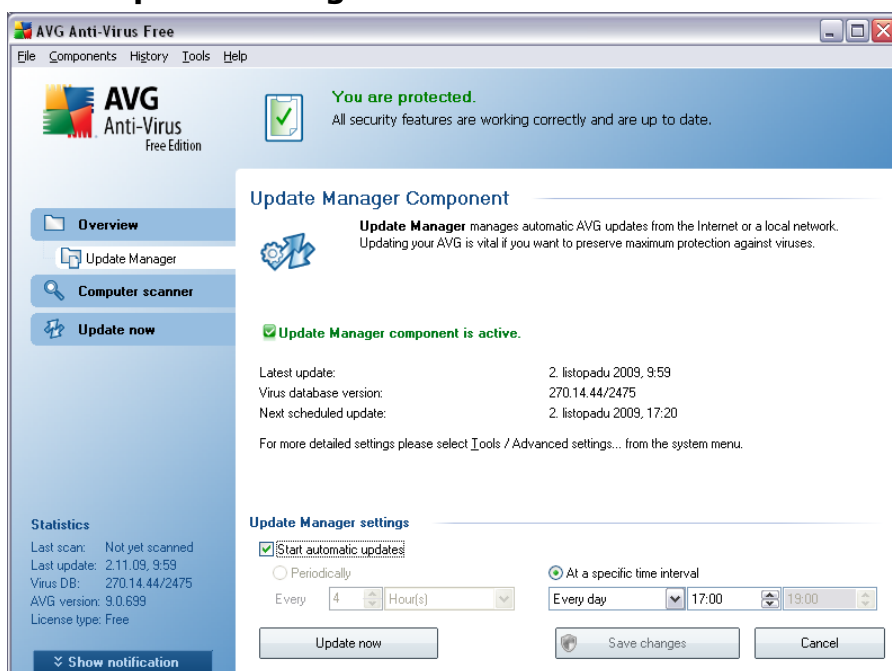 AVG Anti-Virus Free
File Components History Tools Help
AVG
Anti-Virus
Free Edition
You are protected.
All security features are working correctly and are up to date.
Overview
Update Manager
Computer scanner
Update now
Update Manager Component
Update Manager manages automatic AVG updates from the Internet or a local network.
Updating your AVG is vital if you want to preserve maximum protection against viruses.
Update Manager component is active.
Latest update: 2. listopadu 2009, 9:59
Virus database version: 270.14.44/2475
Next scheduled update: 2. listopadu 2009, 17:20
For more detailed settings please select Tools / Advanced settings... from the system menu.
Statistics
Last scan: Not yet scanned
Last update: 2.11.09, 9:59
Virus DB: 270.14.44/2475
AVG version: 9.0.699
License type: Free
Show notification
Update Manager settings
Start automatic updates
Periodically At a specific time interval
Every 4 Hour(s) Every day 17:00 19:00
Update now Save changes Cancel